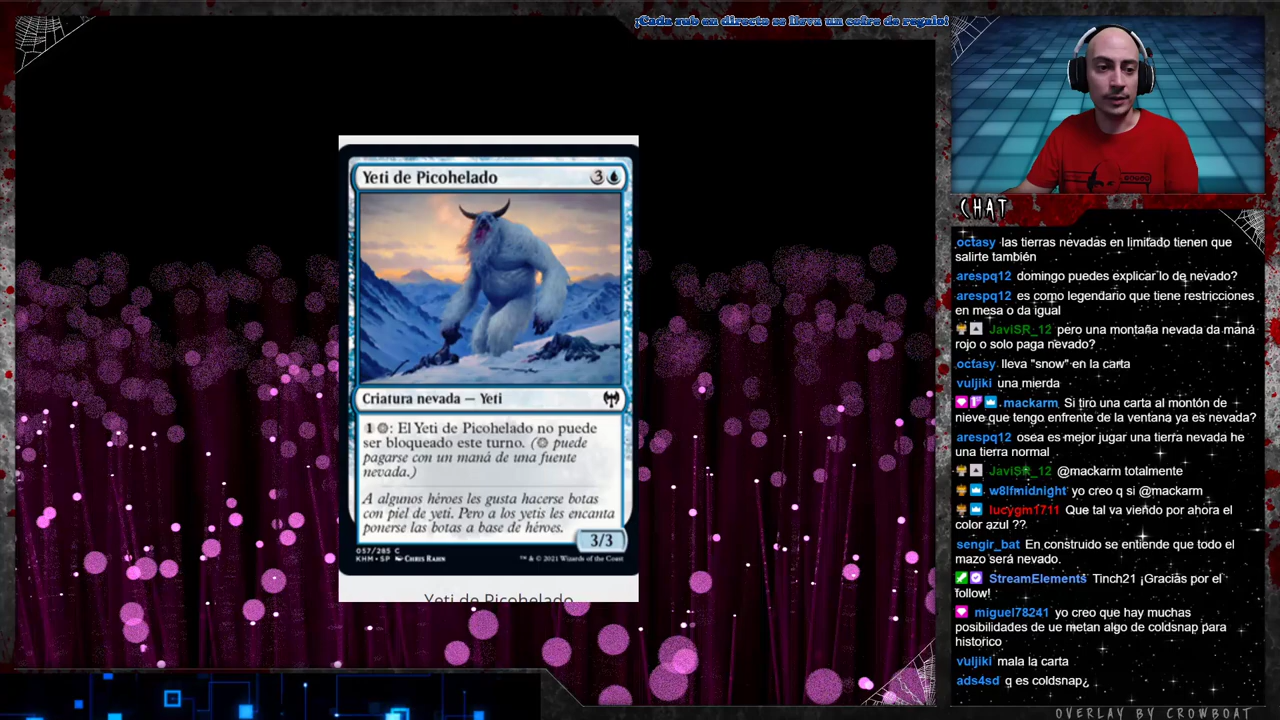 ¡Cada sub en directo se lleva un cofre de regalo!
Yeti de Picohelado 3
Criatura nevada — Yeti
1: El Yeti de Picohelado no puede
ser bloqueado este turno. ( puede
pagarse con un maná de una fuente
nevada.)
A algunos héroes les gusta hacerse botas
con piel de yeti. Pero a los yetis les encanta
ponerse las botas a base de héroes.
3/3
057/285 C
KHM • SP CHRIS RAHN ™ & © 2021 Wizards of the Coast
Yeti de Picohelado
CHAT
octasy las tierras nevadas en limitado tienen que
salirte también
arespq12 domingo puedes explicar lo de nevado?
arespq12 es como legendario que tiene restricciones
en mesa o da igual
JaviSR_12 pero una montaña nevada da maná
rojo o solo paga nevado?
octasy lleva "snow" en la carta
vuljiki una mierda
mackarm Si tiro una carta al montón de
nieve que tengo enfrente de la ventana ya es nevada?
arespq12 osea es mejor jugar una tierra nevada he
una tierra normal
JaviSR_12 @mackarm totalmente
w8lfmidnight yo creo q si @mackarm
lucygm1711 Que tal va viendo por ahora el
color azul ??
sengir_bat En construido se entiende que todo el
mazo será nevado.
StreamElements Tinch21 ¡Gracias por el
follow!
miguel78241 yo creo que hay muchas
posibilidades de ue metan algo de coldsnap para
historico
vuljiki mala la carta
ads4sd q es coldsnap¿
OVERLAY BY CROWBOAT